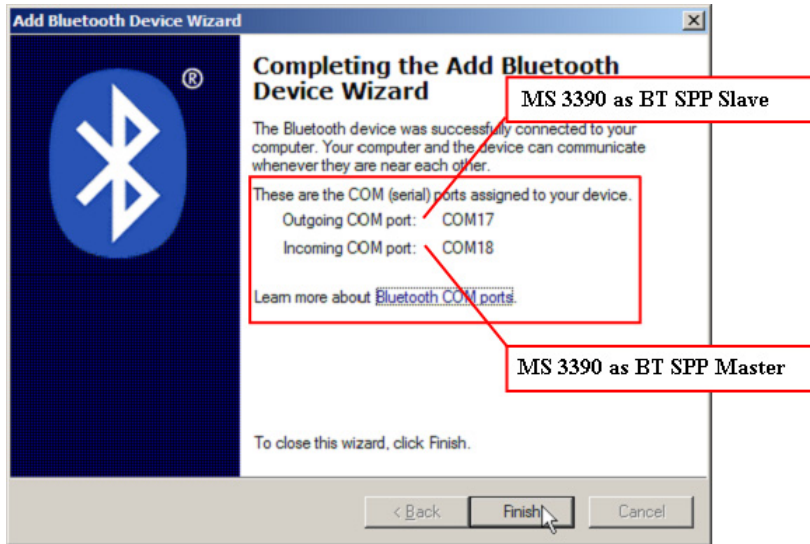 Add Bluetooth Device Wizard
®
Completing the Add Bluetooth
Device Wizard
MS 3390 as BT SPP Slave
The Bluetooth device was successfully connected to your
computer. Your computer and the device can communicate
whenever they are near each other.
These are the COM (serial) ports assigned to your device.
Outgoing COM port: COM17
Incoming COM port: COM18
Learn more about Bluetooth COM ports.
MS 3390 as BT SPP Master
To close this wizard, click Finish.
< Back
Finish
Cancel